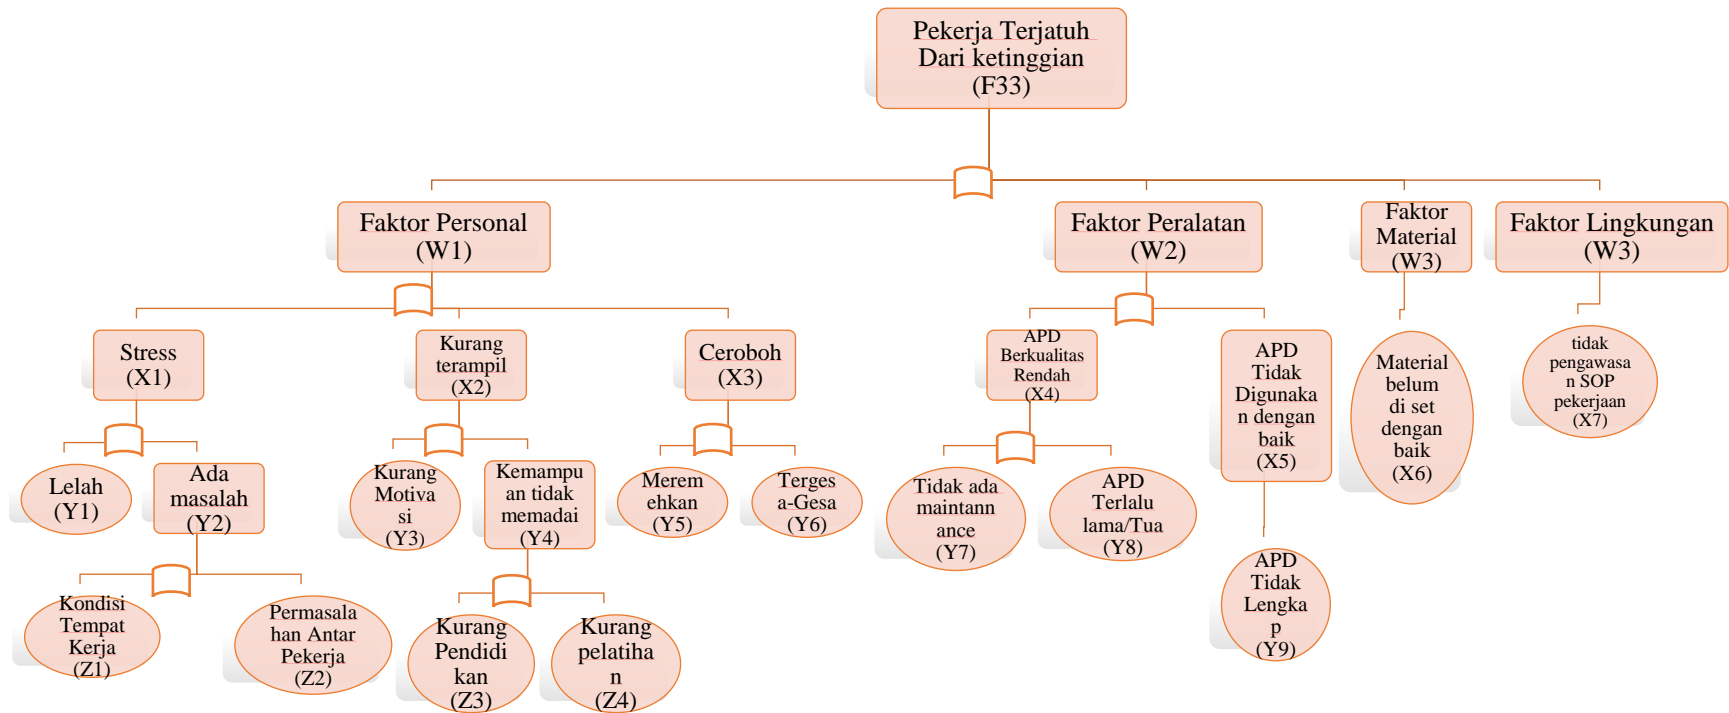 Pekerja Terjatuh
Dari ketinggian
(F33)
Faktor Personal
(W1)
Faktor Peralatan
(W2)
Faktor
Material
(W3)
Faktor Lingkungan
(W3)
Stress
(X1)
Kurang
terampil
(X2)
Ceroboh
(X3)
APD
Berkualitas
Rendah
(X4)
APD
Tidak
Digunaka
n dengan
baik
(X5)
Material
belum
di set
dengan
baik
(X6)
tidak
pengawasa
n SOP
pekerjaan
(X7)
Lelah
(Y1)
Ada
masalah
(Y2)
Kurang
Motiva
si
(Y3)
Kemampu
an tidak
memadai
(Y4)
Merem
ehkan
(Y5)
Terges
a-Gesa
(Y6)
Tidak ada
maintann
ance
(Y7)
APD
Terlalu
lama/Tua
(Y8)
APD
Tidak
Lengka
p
(Y9)
Kondisi
Tempat
Kerja
(Z1)
Permasala
han Antar
Pekerja
(Z2)
Kurang
Pendidi
kan
(Z3)
Kurang
pelatiha
n
(Z4)